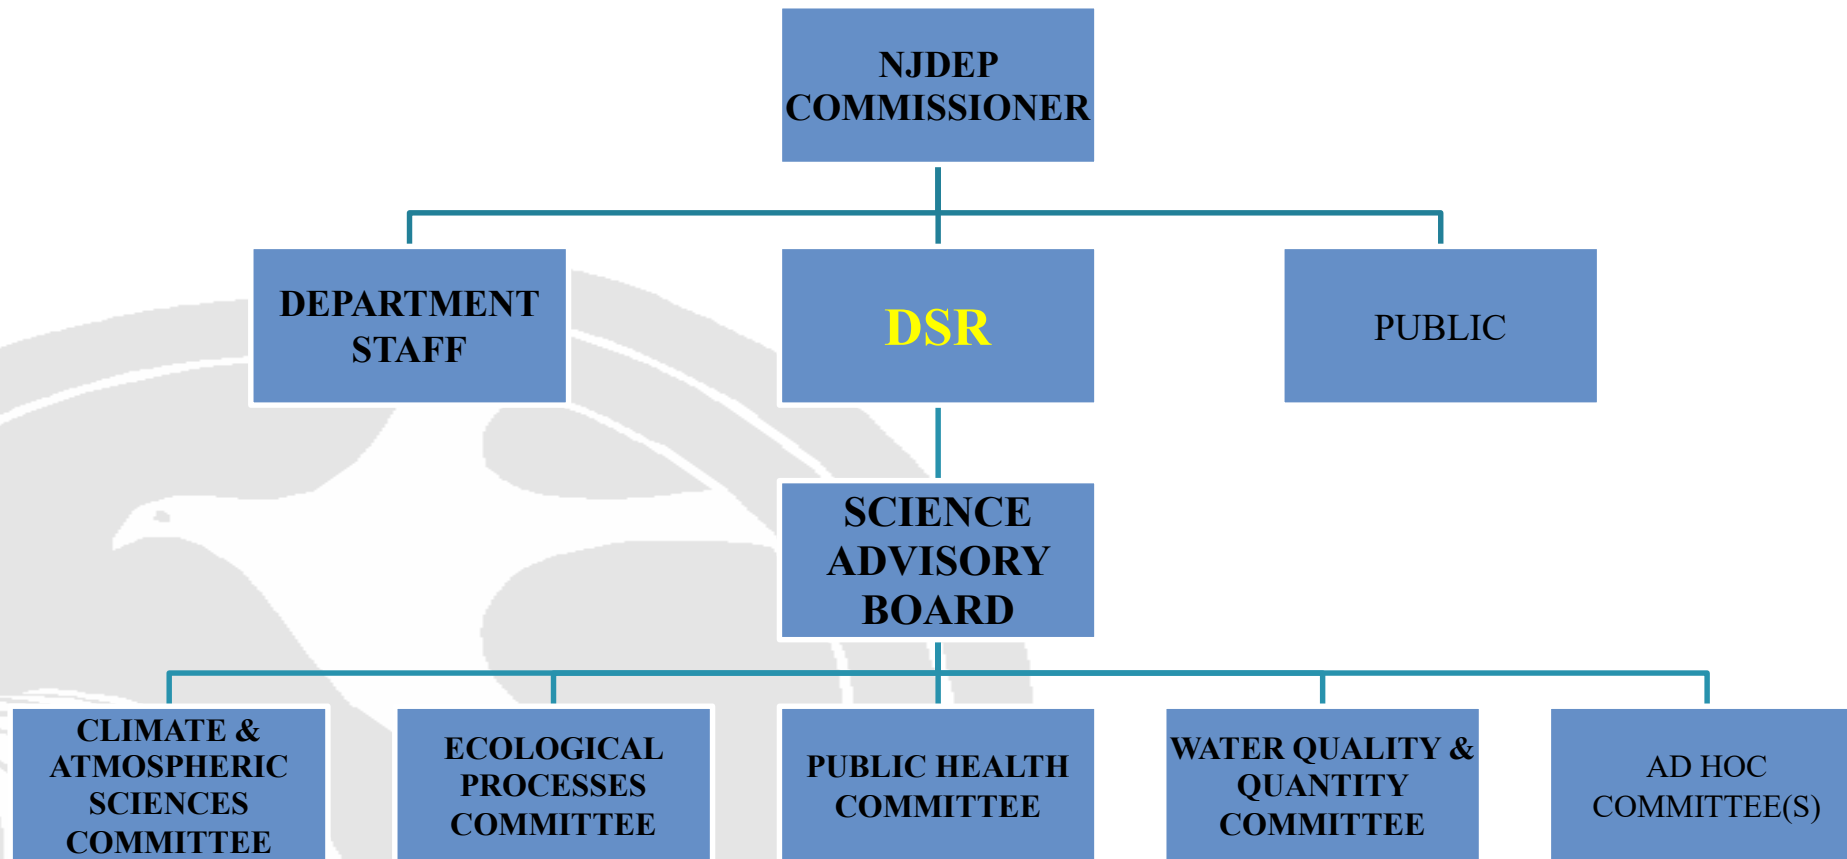 NJDEP
COMMISSIONER
DEPARTMENT
STAFF
DSR
PUBLIC
SCIENCE
ADVISORY
BOARD
CLIMATE &
ATMOSPHERIC
SCIENCES
COMMITTEE
ECOLOGICAL
PROCESSES
COMMITTEE
PUBLIC HEALTH
COMMITTEE
WATER QUALITY &
QUANTITY
COMMITTEE
AD HOC
COMMITTEE(S)